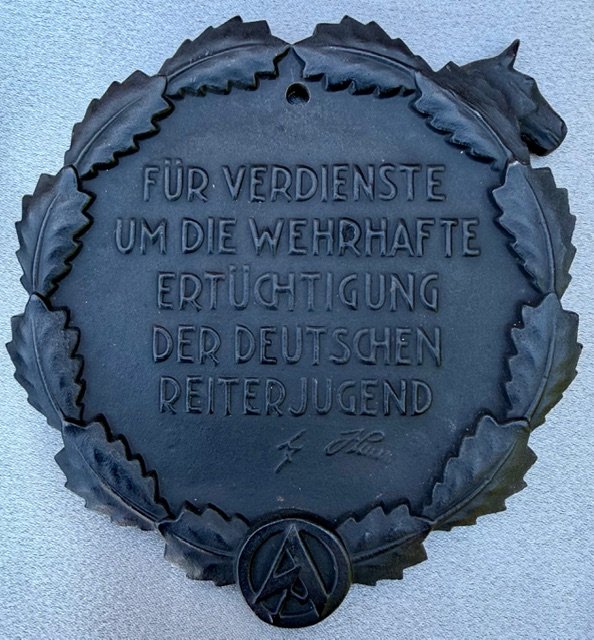 FÜR VERDIENSTE
UM DIE WEHRHAFTE
ERTÜCHTIGUNG
DER DEUTSCHEN
REITERJUGEND